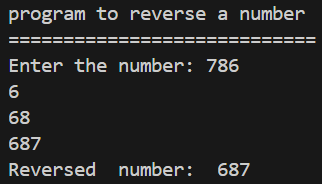 program to reverse a number
============================
Enter the number: 786
6
68
687
Reversed  number:  687